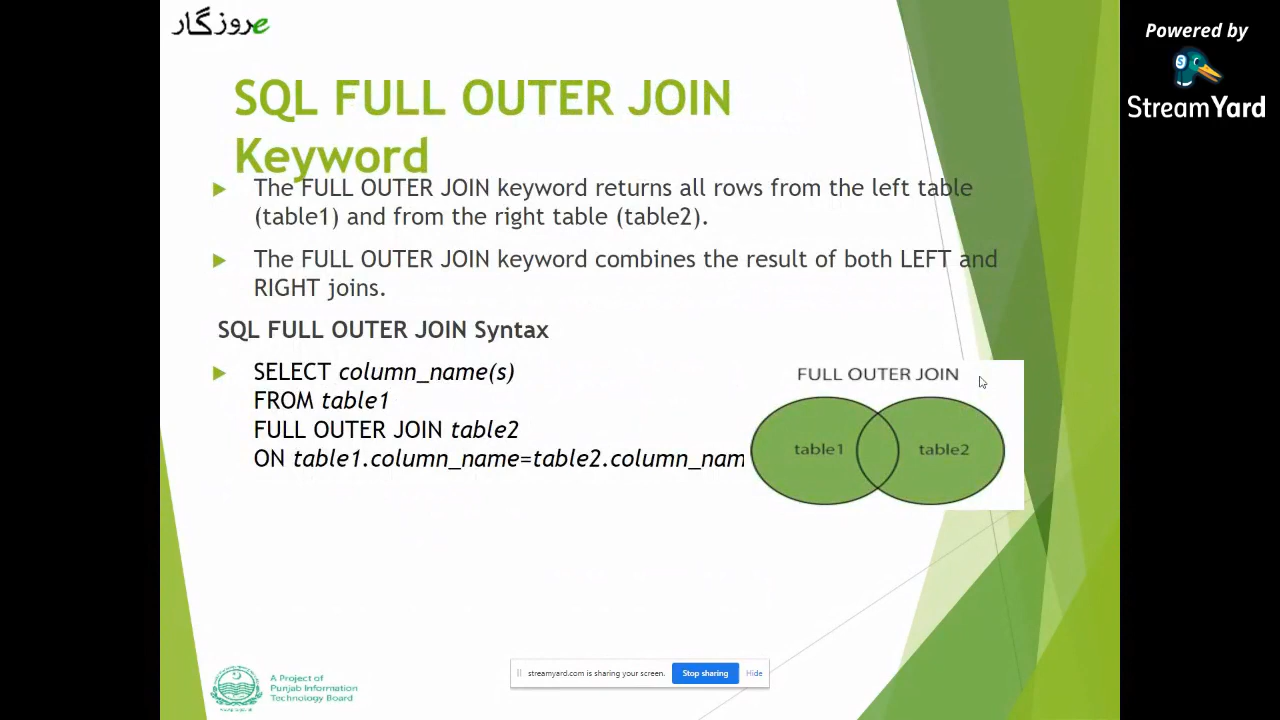 eروزگار
Powered by
StreamYard
SQL FULL OUTER JOIN
Keyword
The FULL OUTER JOIN keyword returns all rows from the left table
(table1) and from the right table (table2).
The FULL OUTER JOIN keyword combines the result of both LEFT and
RIGHT joins.
SQL FULL OUTER JOIN Syntax
SELECT column_name(s)
FROM table1
FULL OUTER JOIN table2
ON table1.column_name=table2.column_nam
FULL OUTER JOIN
table1
table2
streamyard.com is sharing your screen.
Stop sharing
Hide
A Project of
Punjab Information
Technology Board